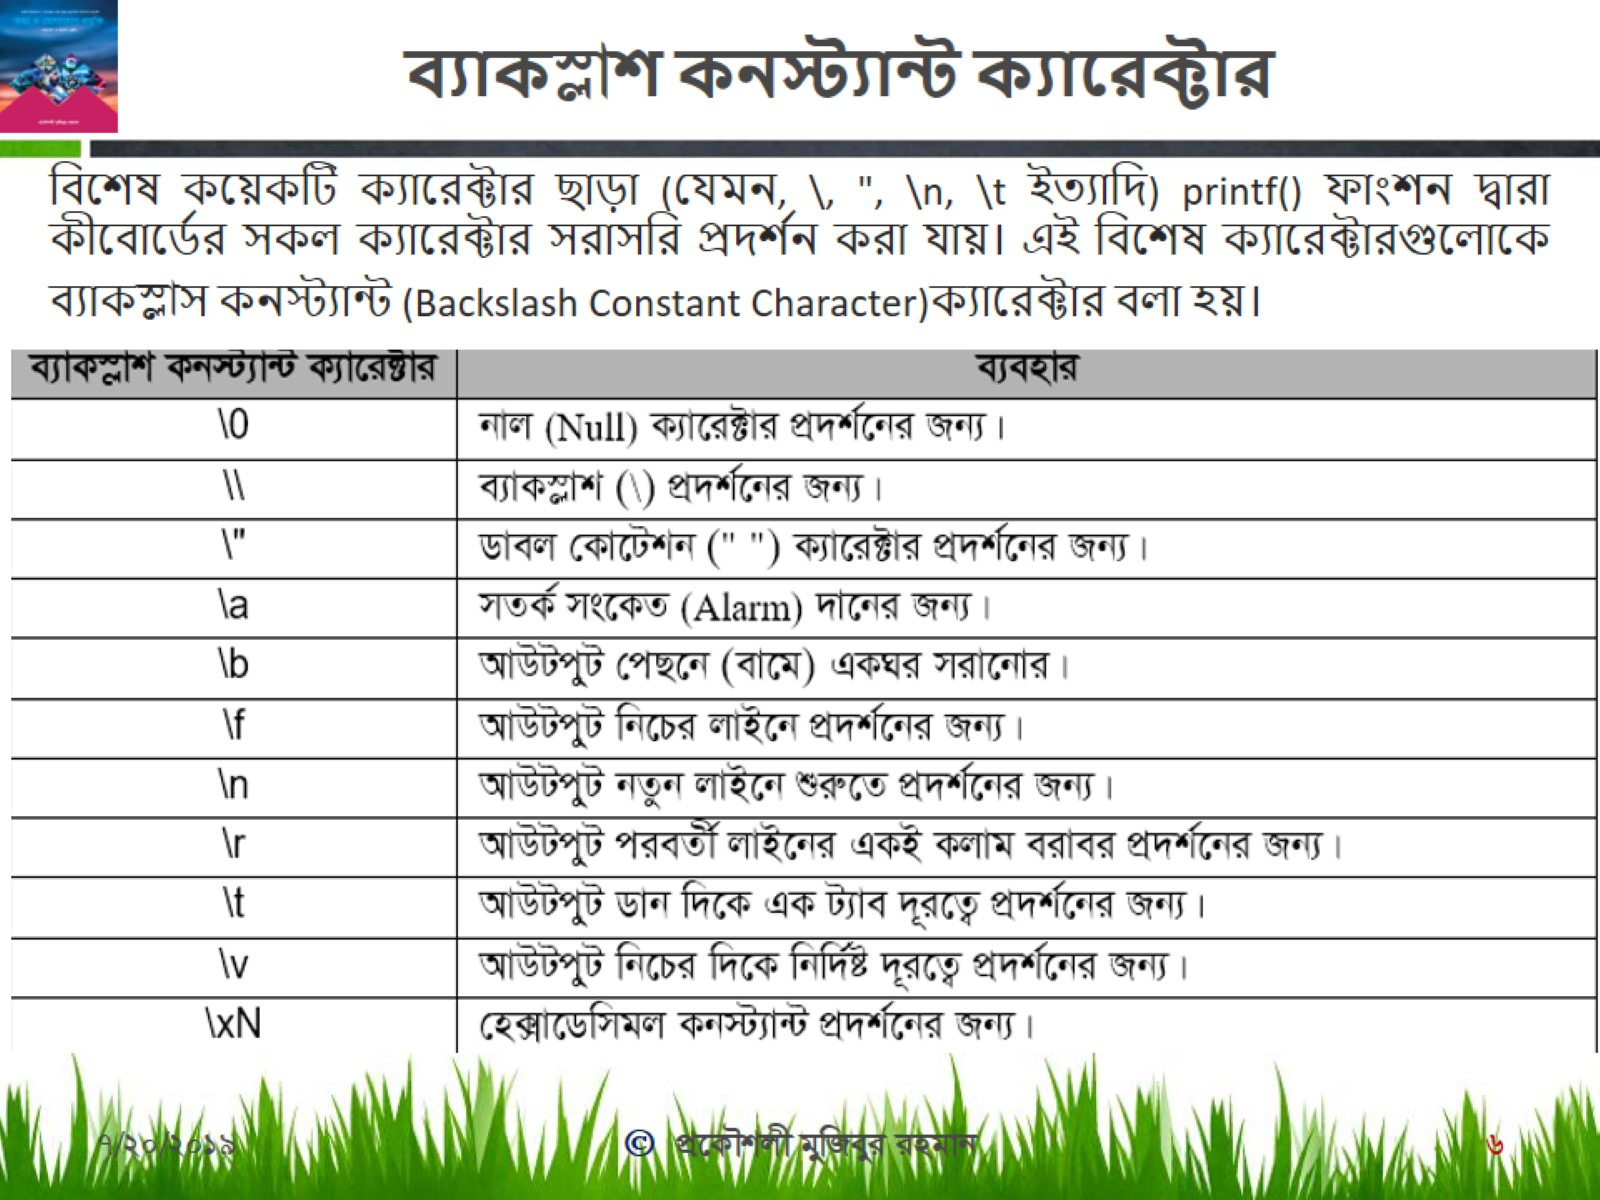 ব্যাকস্লাশ কনস্ট্যান্ট ক্যারেক্টার
বিশেষ কয়েকটি ক্যারেক্টার ছাড়া (যেমন, \, ", \n, \t ইত্যাদি) printf() ফাংশন দ্বারা
কীবোর্ডের সকল ক্যারেক্টার সরাসরি প্রদর্শন করা যায়। এই বিশেষ ক্যারেক্টারগুলোকে
ব্যাকস্লাস কনস্ট্যান্ট (Backslash Constant Character)ক্যারেক্টার বলা হয়।
ব্যাকস্লাশ কনস্ট্যান্ট ক্যারেক্টার ব্যবহার
\0 নাল (Null) ক্যারেক্টার প্রদর্শনের জন্য।
\\ ব্যাকস্লাশ (\) প্রদর্শনের জন্য।
\" ডাবল কোটেশন (" ") ক্যারেক্টার প্রদর্শনের জন্য।
\a সতর্ক সংকেত (Alarm) দানের জন্য।
\b আউটপুট পেছনে (বামে) একঘর সরানোর।
\f আউটপুট নিচের লাইনে প্রদর্শনের জন্য।
\n আউটপুট নতুন লাইনে শুরুতে প্রদর্শনের জন্য।
\r আউটপুট পরবর্তী লাইনের একই কলাম বরাবর প্রদর্শনের জন্য।
\t আউটপুট ডান দিকে এক ট্যাব দূরত্বে প্রদর্শনের জন্য।
\v আউটপুট নিচের দিকে নির্দিষ্ট দূরত্বে প্রদর্শনের জন্য।
\xN হেক্সাডেসিমল কনস্ট্যান্ট প্রদর্শনের জন্য।
৭/২০/২০১৯ © প্রকৌশলী মুজিবুর রহমান ৬